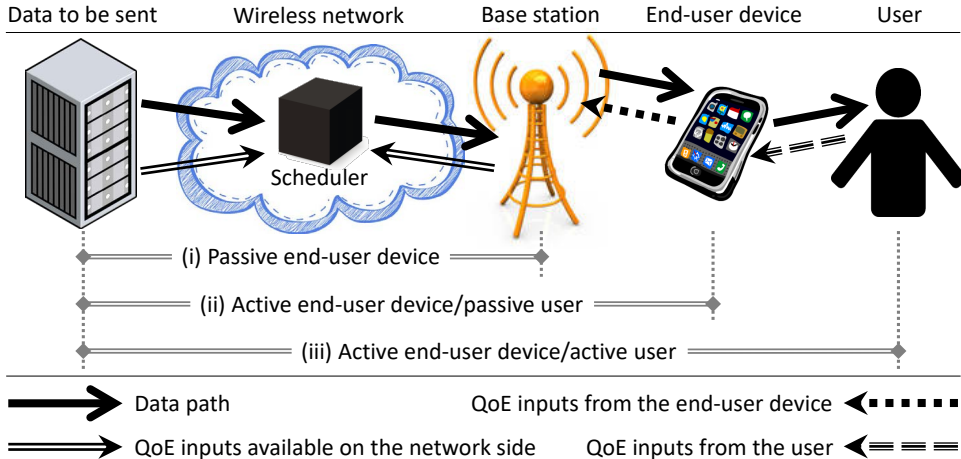 Data to be sent
Wireless network
Base station
End-user device
User
Scheduler
(i) Passive end-user device
(ii) Active end-user device/passive user
(iii) Active end-user device/active user
Data path
QoE inputs from the end-user device
QoE inputs available on the network side
QoE inputs from the user